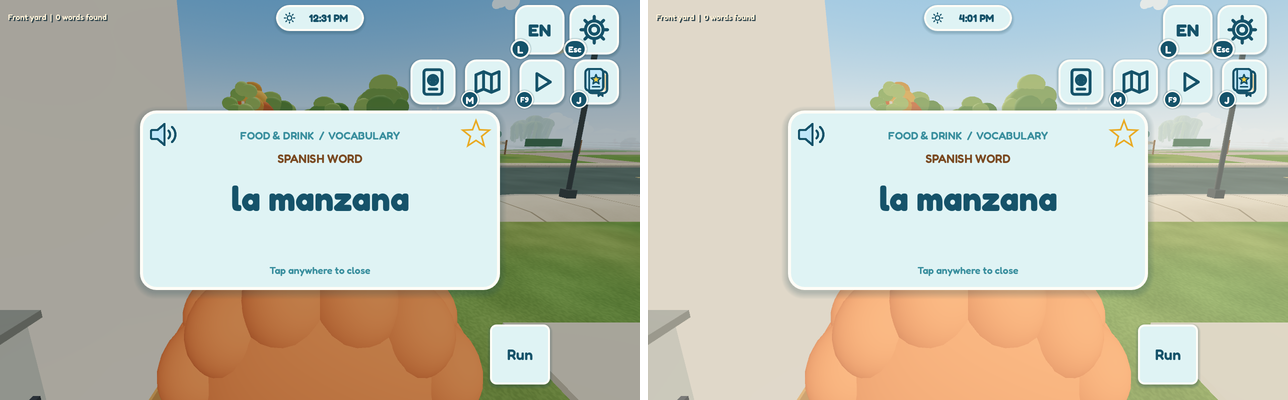 Front yard | 0 words found
12:31 PM
EN
L
Esc
M
F9
J
FOOD & DRINK / VOCABULARY
SPANISH WORD
la manzana
Tap anywhere to close
Run
Front yard | 0 words found
4:01 PM
EN
L
Esc
M
F9
J
FOOD & DRINK / VOCABULARY
SPANISH WORD
la manzana
Tap anywhere to close
Run